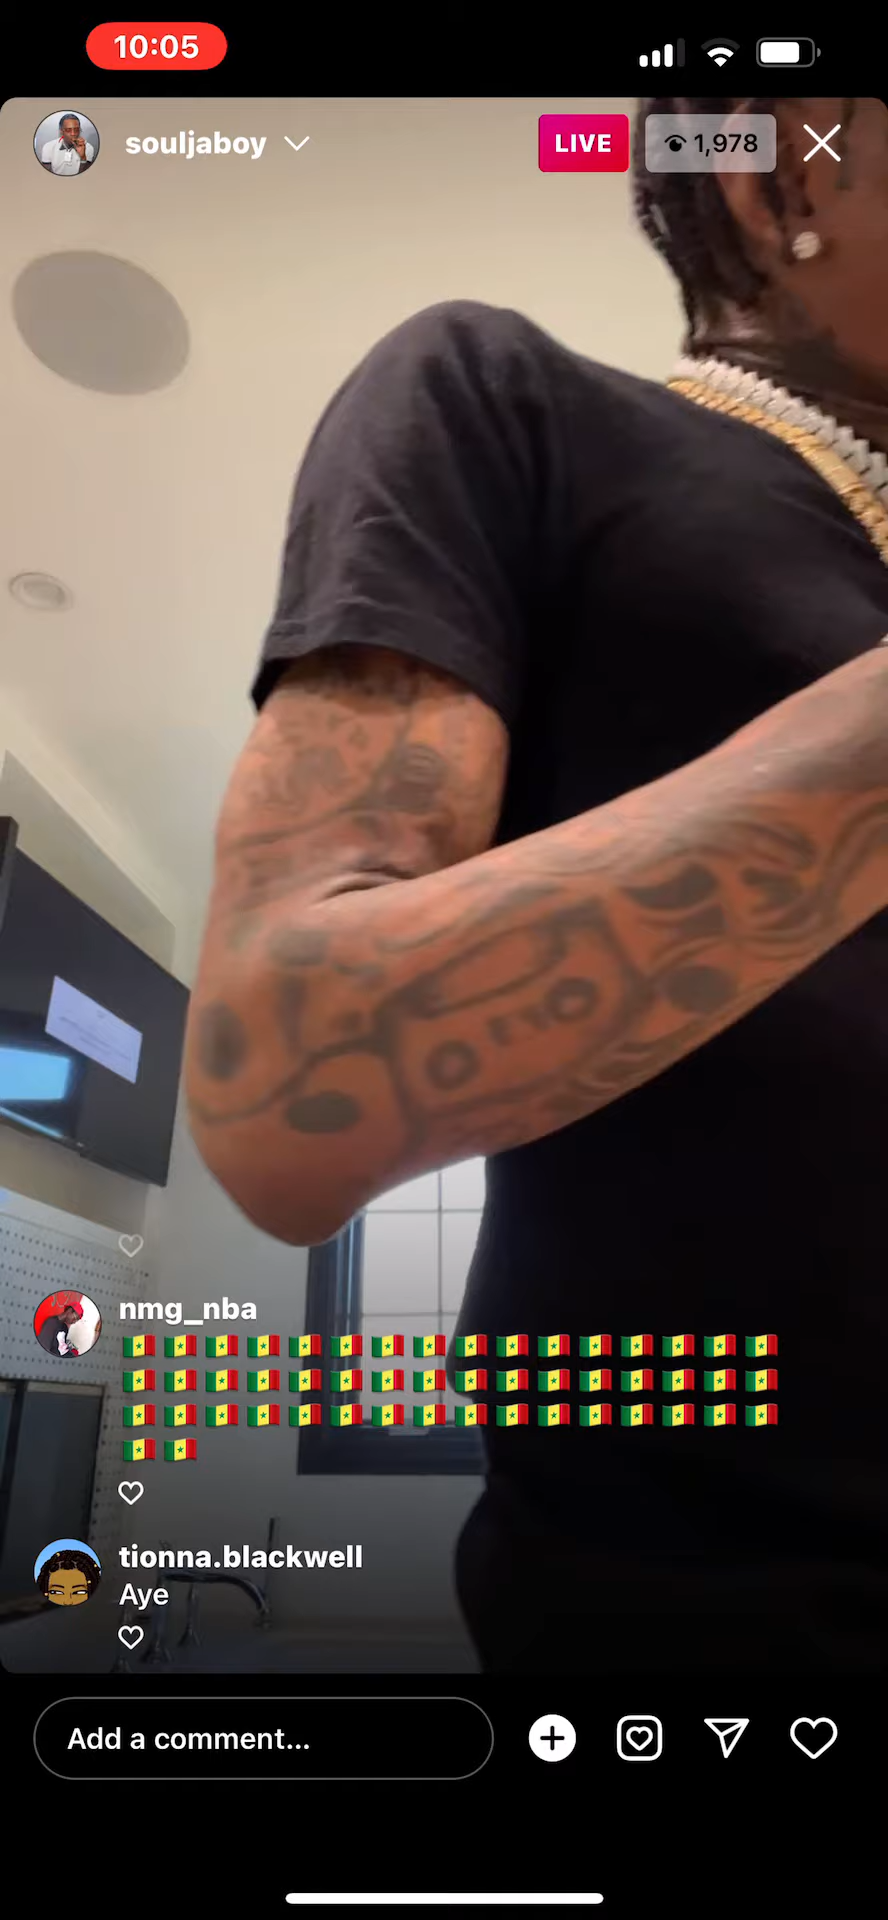 10:05
souljaboy
LIVE
1,978
nmg_nba
🇸🇳🇸🇳🇸🇳🇸🇳🇸🇳🇸🇳🇸🇳🇸🇳🇸🇳🇸🇳🇸🇳🇸🇳🇸🇳🇸🇳🇸🇳🇸🇳
🇸🇳🇸🇳🇸🇳🇸🇳🇸🇳🇸🇳🇸🇳🇸🇳🇸🇳🇸🇳🇸🇳🇸🇳🇸🇳🇸🇳🇸🇳🇸🇳
🇸🇳🇸🇳🇸🇳🇸🇳🇸🇳🇸🇳🇸🇳🇸🇳🇸🇳🇸🇳🇸🇳🇸🇳🇸🇳🇸🇳🇸🇳🇸🇳
🇸🇳🇸🇳
tionna.blackwell
Aye
Add a comment...